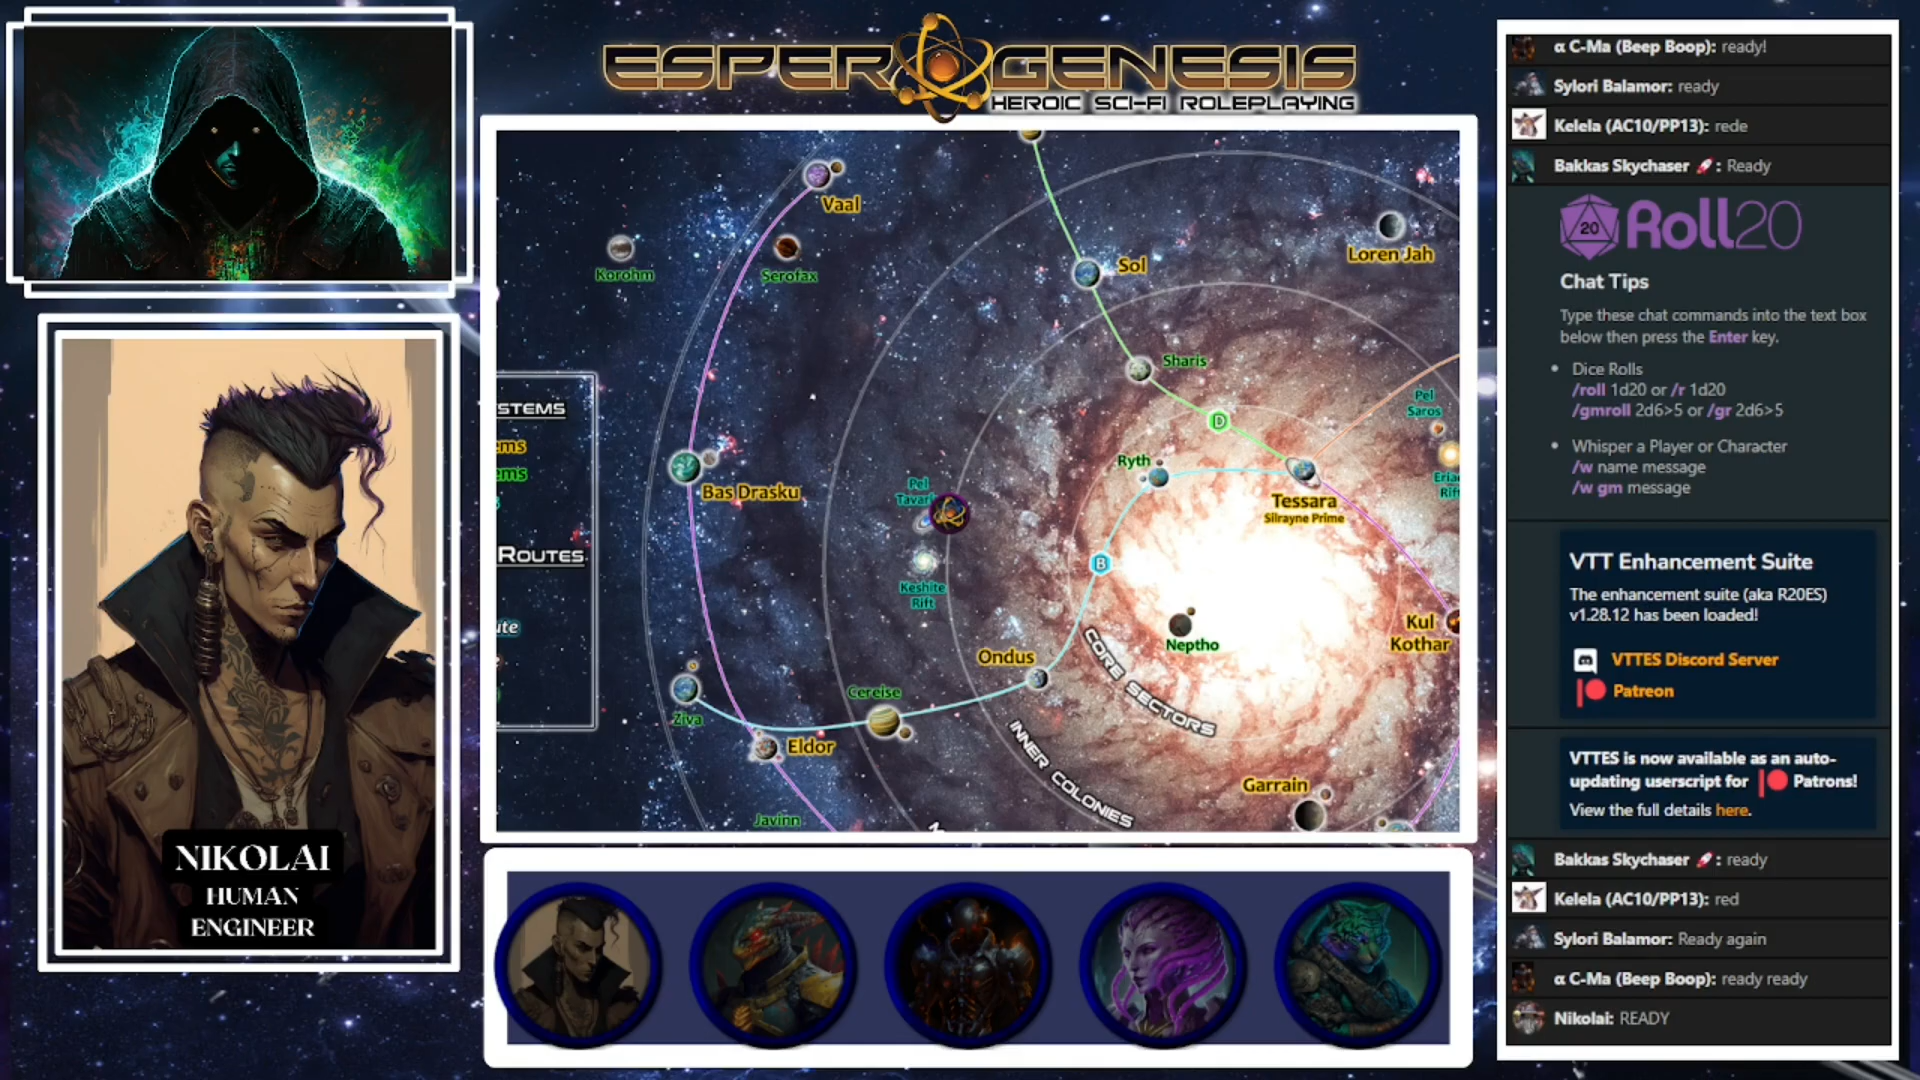 ESPER GENESIS
HEROIC SCI-FI ROLEPLAYING
NIKOLAI
HUMAN
ENGINEER
Vaal
Korohm
Serofax
Sol
Loren Jah
Sharis
D
Pel
Saros
STEMS
ems
ems
Bas Drasku
Ryth
Pel
Tavari
Tessara
Silrayne Prime
Eria
Rift
ROUTES
B
Keshite
Rift
ute
Neptho
Kul
Kothar
Ondus
CORE SECTORS
Cereise
Ziva
Eldor
INNER COLONIES
Garrain
Javinn
α C-Ma (Beep Boop): ready!
Sylori Balamor: ready
Kelela (AC10/PP13): rede
Bakkas Skychaser 🚀 : Ready
20 Roll20
Chat Tips
Type these chat commands into the text box
below then press the Enter key.
• Dice Rolls
/roll 1d20 or /r 1d20
/gmroll 2d6>5 or /gr 2d6>5
• Whisper a Player or Character
/w name message
/w gm message
VTT Enhancement Suite
The enhancement suite (aka R20ES)
v1.28.12 has been loaded!
VTTES Discord Server
Patreon
VTTES is now available as an auto-
updating userscript for Patrons!
View the full details here.
Bakkas Skychaser 🚀 : ready
Kelela (AC10/PP13): red
Sylori Balamor: Ready again
α C-Ma (Beep Boop): ready ready
Nikolai: READY